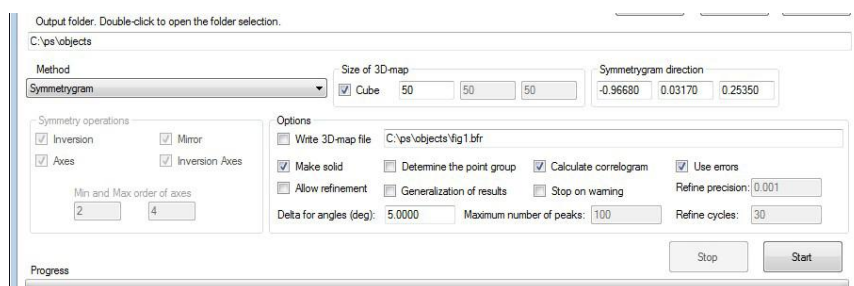 Output folder. Double-click to open the folder selection.
C:\ps\objects
Method Size of 3D-map Symmetrygram direction
Symmetrygram Cube 50 50 50 -0.96680 0.03170 0.25350
Symmetry operations Options
Inversion Mirror Write 3D-map file C:\ps\objects\fig1.bfr
Axes Inversion Axes Make solid Determine the point group Calculate correlogram Use errors
Allow refinement Generalization of results Stop on warning Refine precision: 0.001
Min and Max order of axes
2 4 Delta for angles (deg): 5.0000 Maximum number of peaks: 100 Refine cycles: 30
Stop Start
Progress